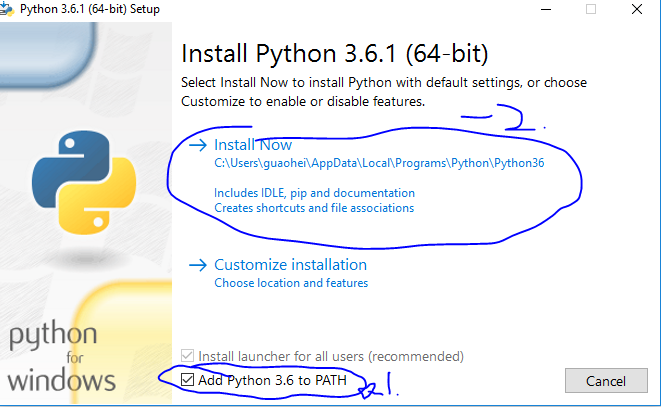 Python 3.6.1 (64-bit) Setup
Install Python 3.6.1 (64-bit)
Select Install Now to install Python with default settings, or choose
Customize to enable or disable features.
2.
Install Now
C:\Users\guaohei\AppData\Local\Programs\Python\Python36
Includes IDLE, pip and documentation
Creates shortcuts and file associations
Customize installation
Choose location and features
python
for
windows
Install launcher for all users (recommended)
Add Python 3.6 to PATH
1.
Cancel